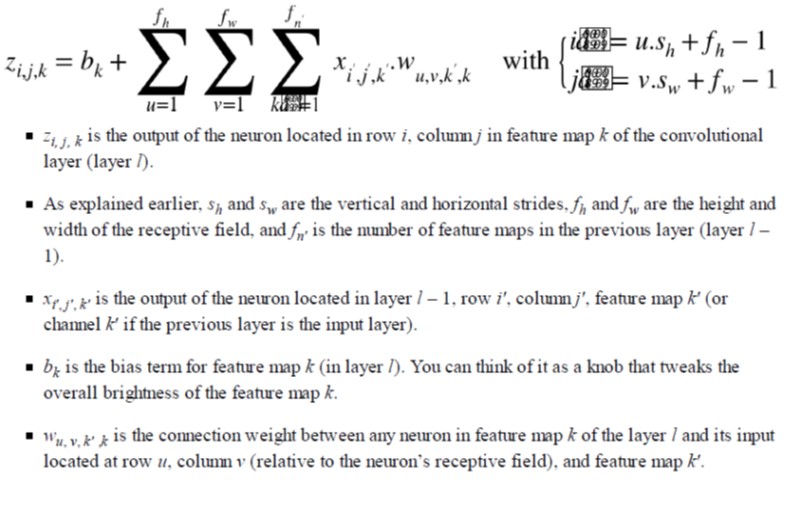 z_{i,j,k} = b_k + \sum_{u=1}^{f_h} \sum_{v=1}^{f_w} \sum_{k=1}^{f_{n'}} x_{i',j',k'} . w_{u,v,k',k} with { i = u.s_h + f_h − 1
j = v.s_w + f_w − 1
▪ z_{i, j, k} is the output of the neuron located in row i, column j in feature map k of the convolutional
layer (layer l).
▪ As explained earlier, s_h and s_w are the vertical and horizontal strides, f_h and f_w are the height and
width of the receptive field, and f_{n'} is the number of feature maps in the previous layer (layer l –
1).
▪ x_{i', j', k'} is the output of the neuron located in layer l – 1, row i', column j', feature map k' (or
channel k' if the previous layer is the input layer).
▪ b_k is the bias term for feature map k (in layer l). You can think of it as a knob that tweaks the
overall brightness of the feature map k.
▪ w_{u, v, k' ,k} is the connection weight between any neuron in feature map k of the layer l and its input
located at row u, column v (relative to the neuron's receptive field), and feature map k'.